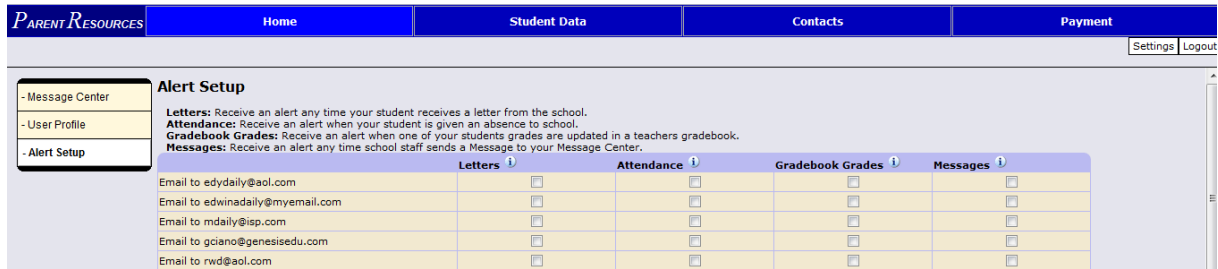 PARENT RESOURCES
Home
Student Data
Contacts
Payment
Settings
Logout
- Message Center
- User Profile
- Alert Setup
Alert Setup
Letters: Receive an alert any time your student receives a letter from the school.
Attendance: Receive an alert when your student is given an absence to school.
Gradebook Grades: Receive an alert when one of your students grades are updated in a teachers gradebook.
Messages: Receive an alert any time school staff sends a Message to your Message Center.
Letters i Attendance i Gradebook Grades i Messages i
Email to edydaily@aol.com
Email to edwinadaily@myemail.com
Email to mdaily@isp.com
Email to gciano@genesisedu.com
Email to rwd@aol.com